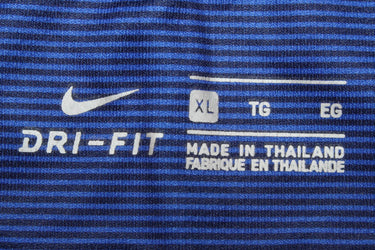 DRI-FIT
XL TG EG
MADE IN THAILAND
FABRIQUE EN THAILANDE